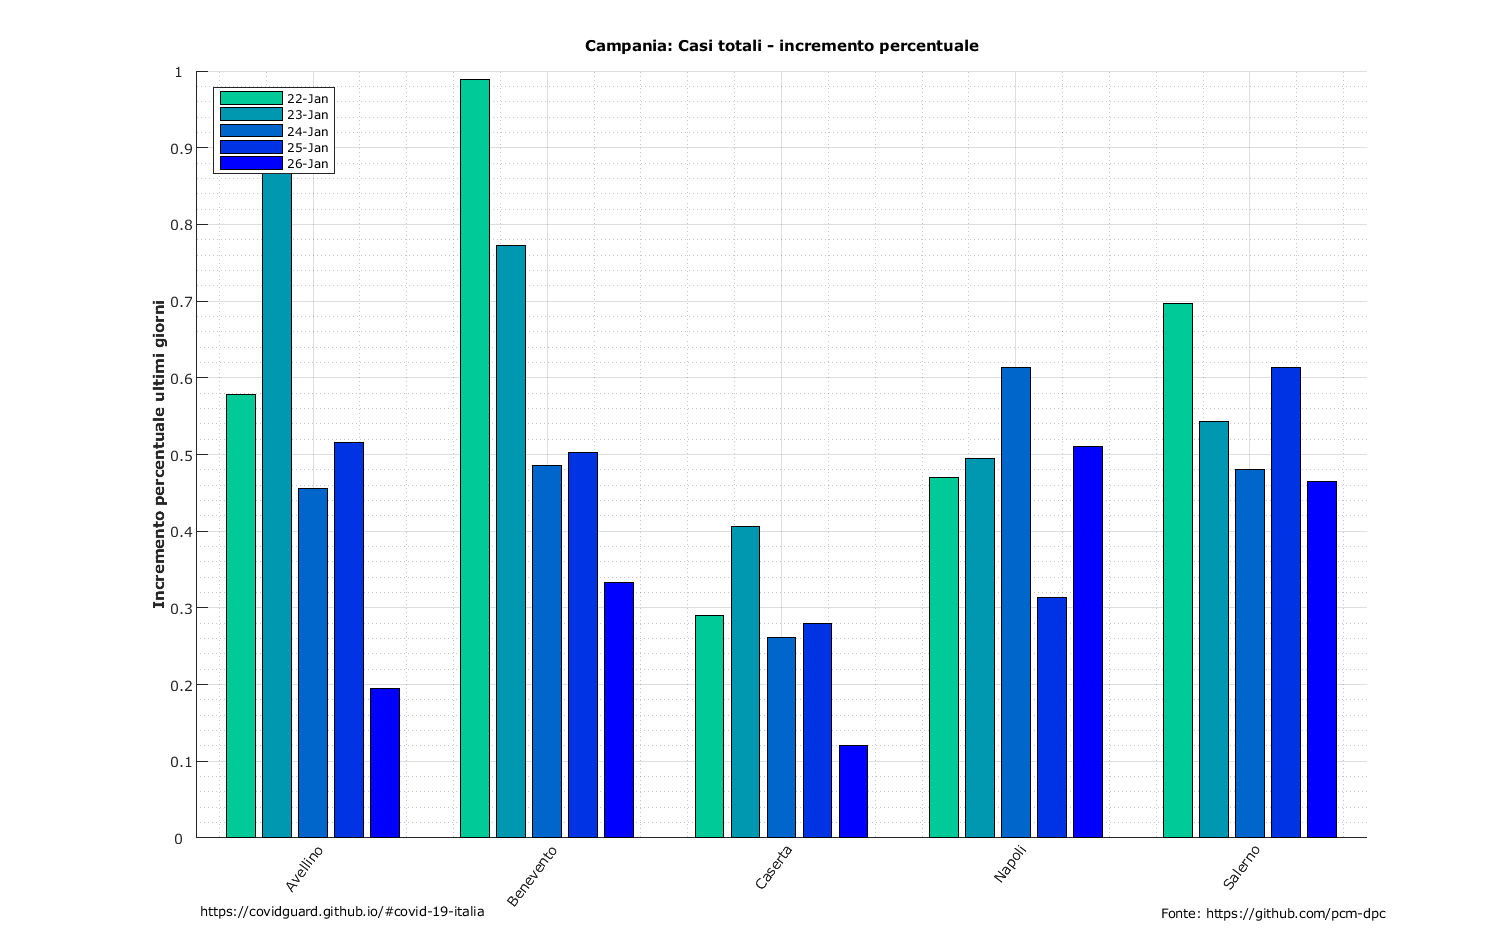 Campania: Casi totali - incremento percentuale
Incremento percentuale ultimi giorni
1
0.9
0.8
0.7
0.6
0.5
0.4
0.3
0.2
0.1
0
22-Jan
23-Jan
24-Jan
25-Jan
26-Jan
Avellino
Benevento
Caserta
Napoli
Salerno
https://covidguard.github.io/#covid-19-italia
Fonte: https://github.com/pcm-dpc